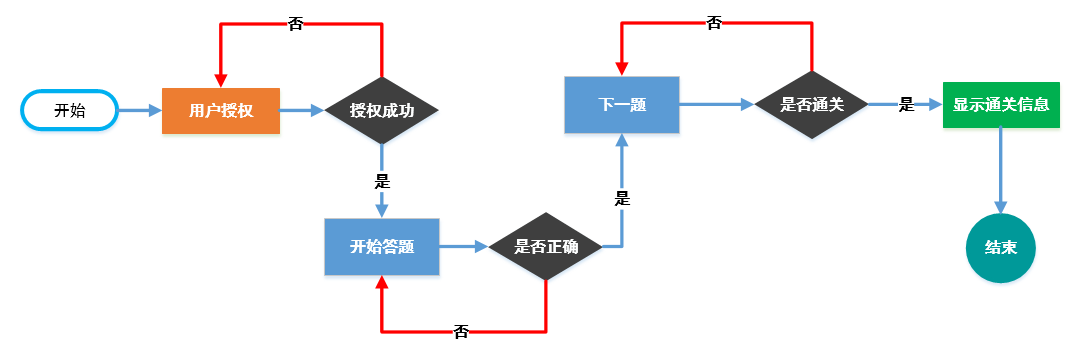 否
开始
用户授权
授权成功
是
开始答题
是否正确
否
是
下一题
否
是否通关
是
显示通关信息
结束